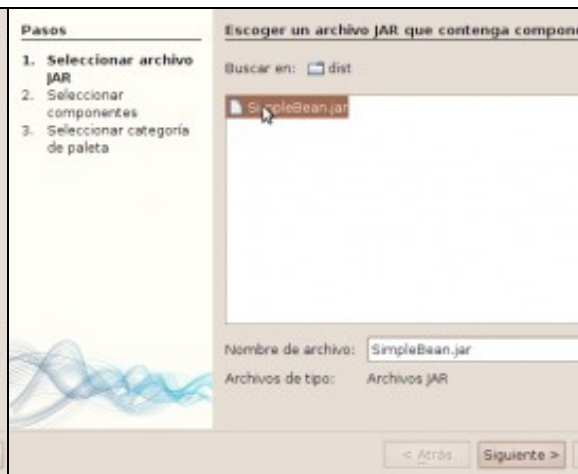 Pasos
1. Seleccionar archivo
JAR
2. Seleccionar
componentes
3. Seleccionar categoría
de paleta
Escoger un archivo JAR que contenga compone
Buscar en: dist
SimpleBean.jar
Nombre de archivo: SimpleBean.jar
Archivos de tipo: Archivos JAR
< Atrás Siguiente >